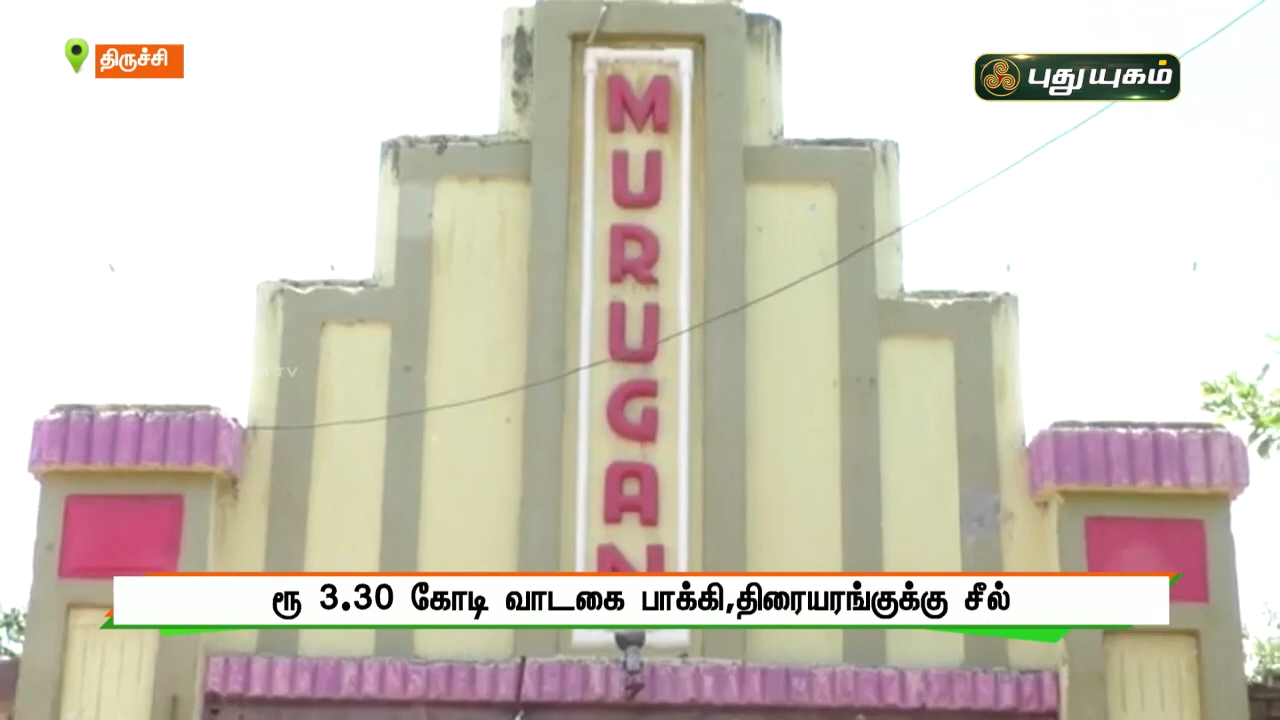 திருச்சி
புதுயுகம்
MURUGAN
ரூ 3.30 கோடி வாடகை பாக்கி,திரையரங்குக்கு சீல்